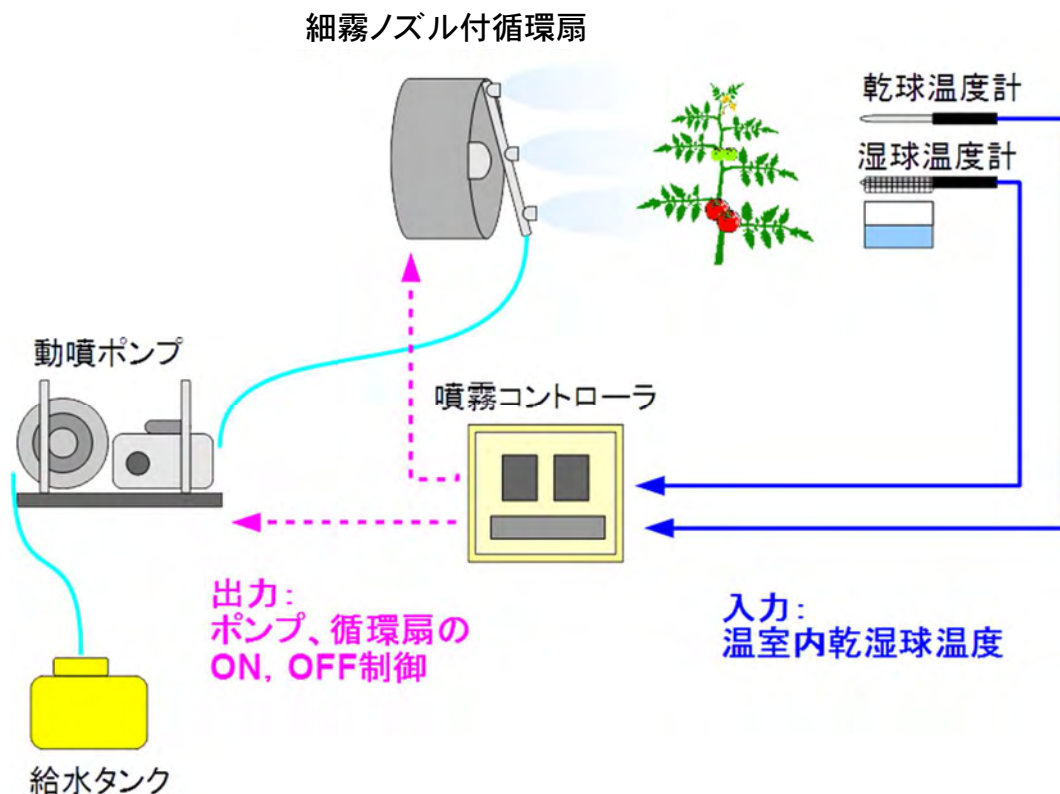 細霧ノズル付循環扇
乾球温度計
湿球温度計
動噴ポンプ
噴霧コントローラ
出力:
ポンプ、循環扇の
ON, OFF制御
入力:
温室内乾湿球温度
給水タンク